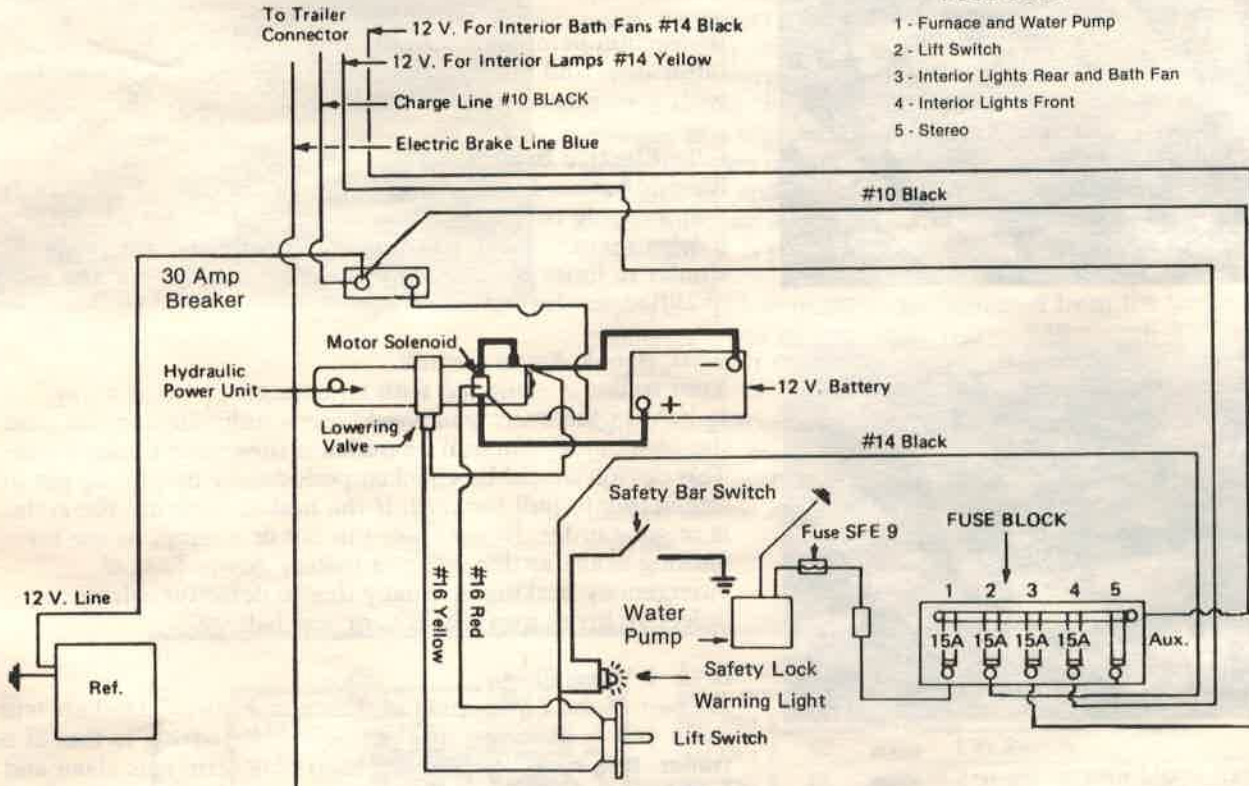 To Trailer
Connector
12 V. For Interior Bath Fans #14 Black
12 V. For Interior Lamps #14 Yellow
Charge Line #10 BLACK
Electric Brake Line Blue
1 - Furnace and Water Pump
2 - Lift Switch
3 - Interior Lights Rear and Bath Fan
4 - Interior Lights Front
5 - Stereo
#10 Black
30 Amp
Breaker
Motor Solenoid
Hydraulic
Power Unit
Lowering
Valve
- +
12 V. Battery
#14 Black
Safety Bar Switch
Fuse SFE 9
FUSE BLOCK
#16 Yellow
#16 Red
12 V. Line
Ref.
Water
Pump
Safety Lock
Warning Light
Lift Switch
1 2 3 4 5
15A 15A 15A 15A Aux.